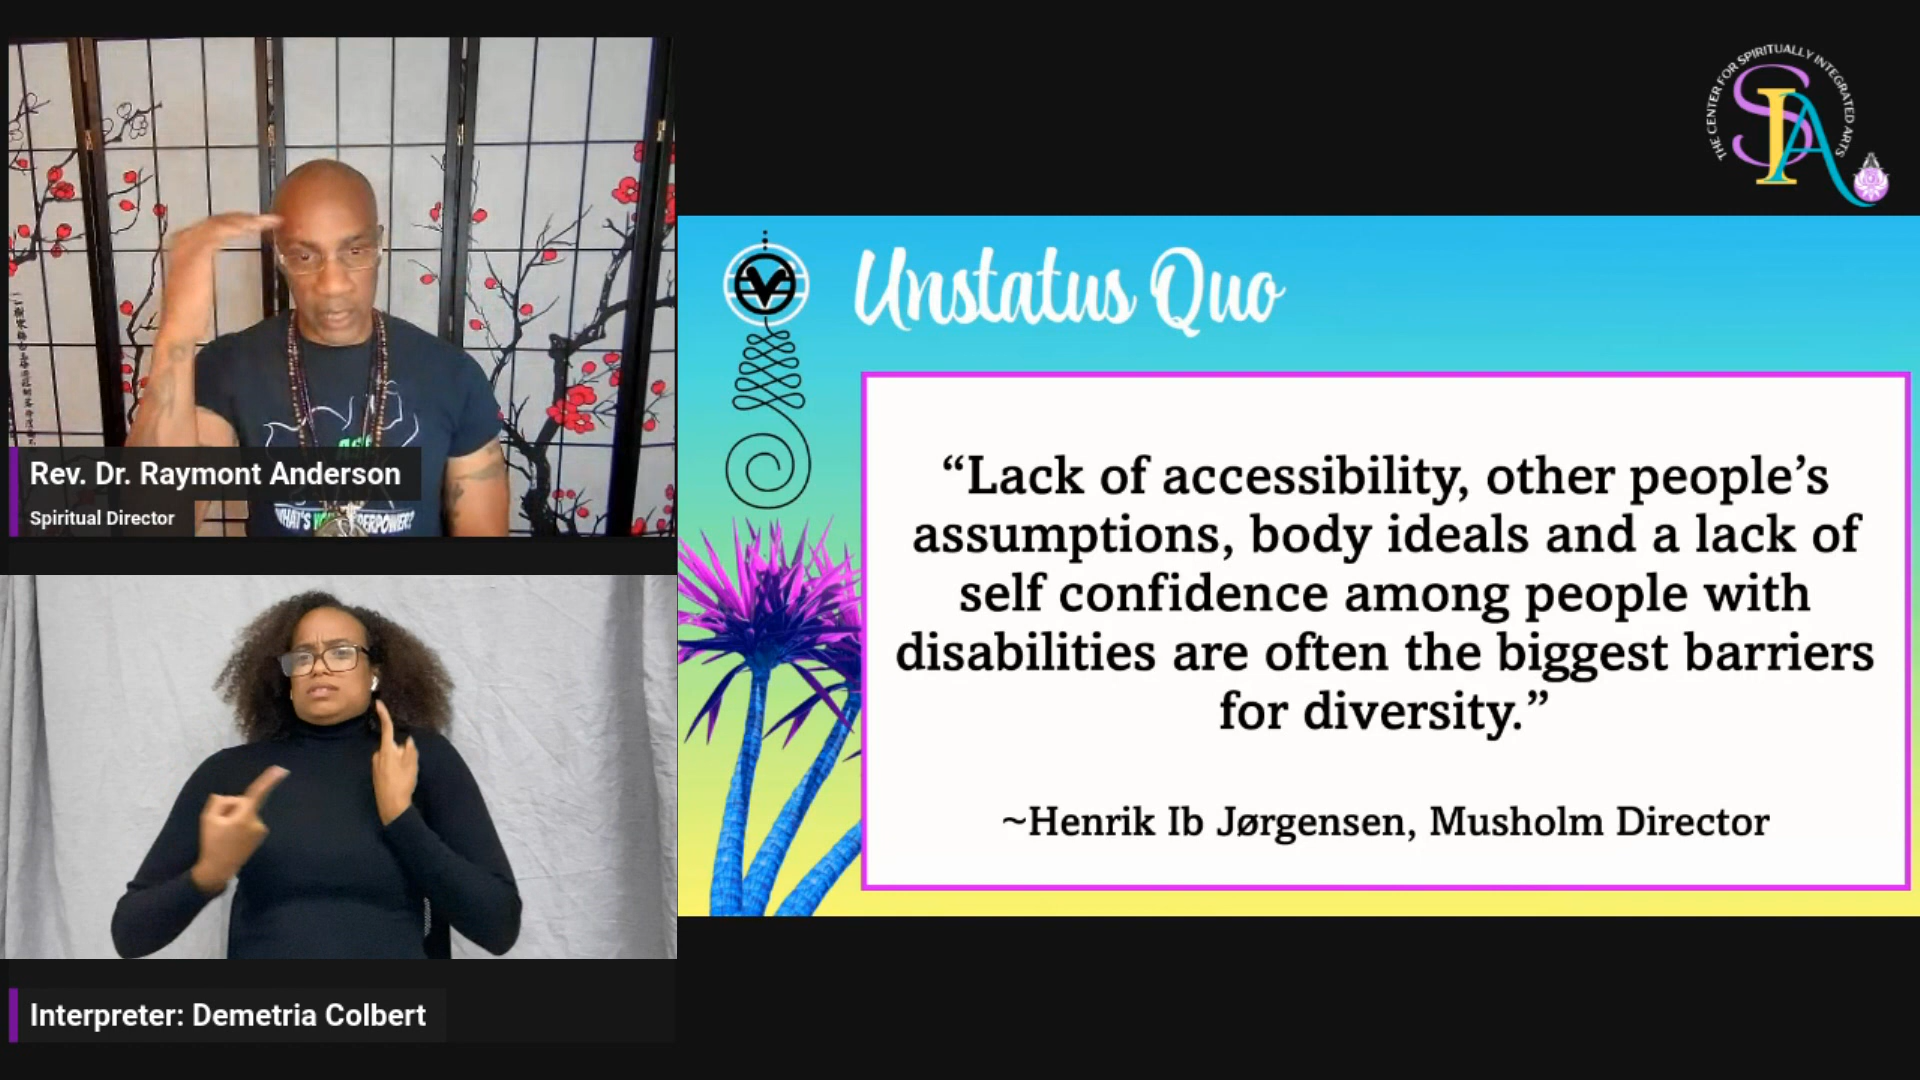 THE CENTER FOR SPIRITUALLY INTEGRATED ARTS
SIA
Rev. Dr. Raymont Anderson
Spiritual Director
Interpreter: Demetria Colbert
Unstatus Quo
“Lack of accessibility, other people’s
assumptions, body ideals and a lack of
self confidence among people with
disabilities are often the biggest barriers
for diversity.”
~Henrik Ib Jørgensen, Musholm Director